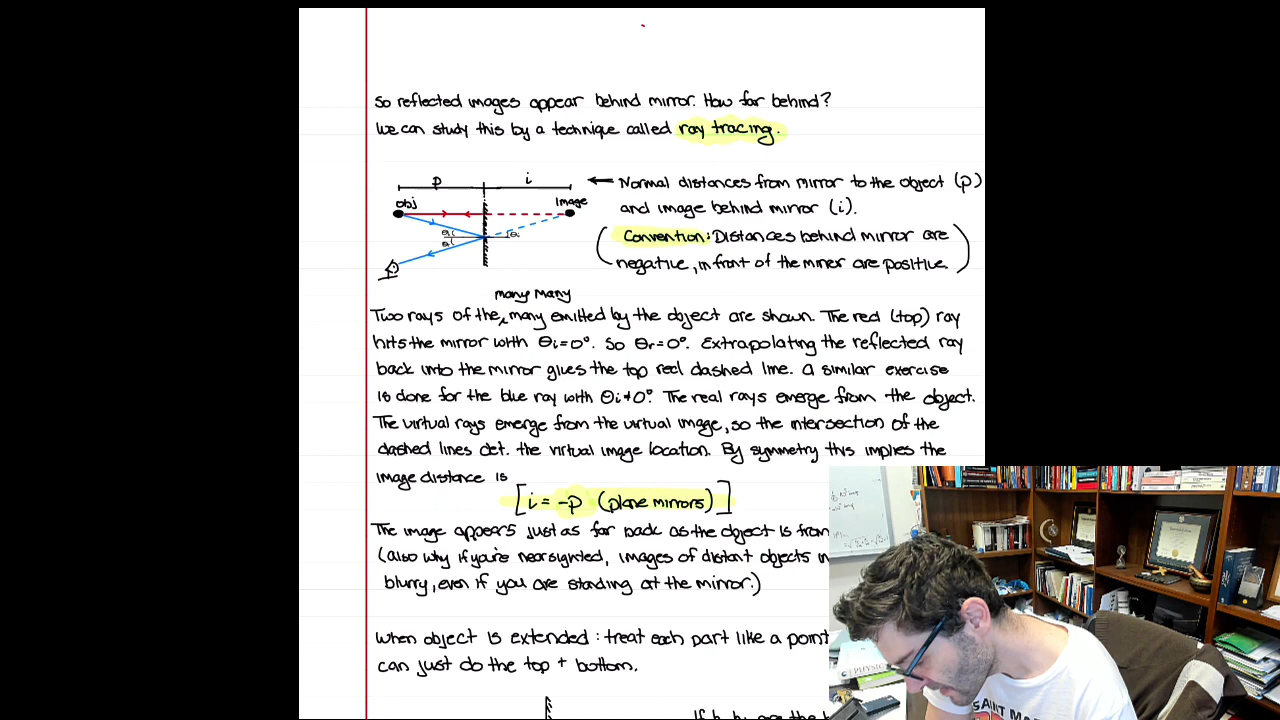 So reflected images appear behind mirror. How far behind?
We can study this by a technique called ray tracing.
p i
Obj Image
← Normal distances from mirror to the object (p)
and image behind mirror (i).
(Convention: Distances behind mirror are
negative, in front of the mirror are positive.)
θi θi
θi
many many
Two rays of the many emitted by the object are shown. The red (top) ray
hits the mirror with θi=0°. So θr=0°. Extrapolating the reflected ray
back into the mirror gives the top red dashed line. A similar exercise
is done for the blue ray with θi≠0°. The real rays emerge from the object.
The virtual rays emerge from the virtual image, so the intersection of the
dashed lines det. the virtual image location. By symmetry this implies the
image distance is
[i = -p (plane mirrors)]
The image appears just as far back as the object is from
(also why if you're nearsighted, images of distant objects in
blurry, even if you are standing at the mirror.)
When object is extended: treat each part like a point
can just do the top + bottom.
PHYSIC
SAINT MA